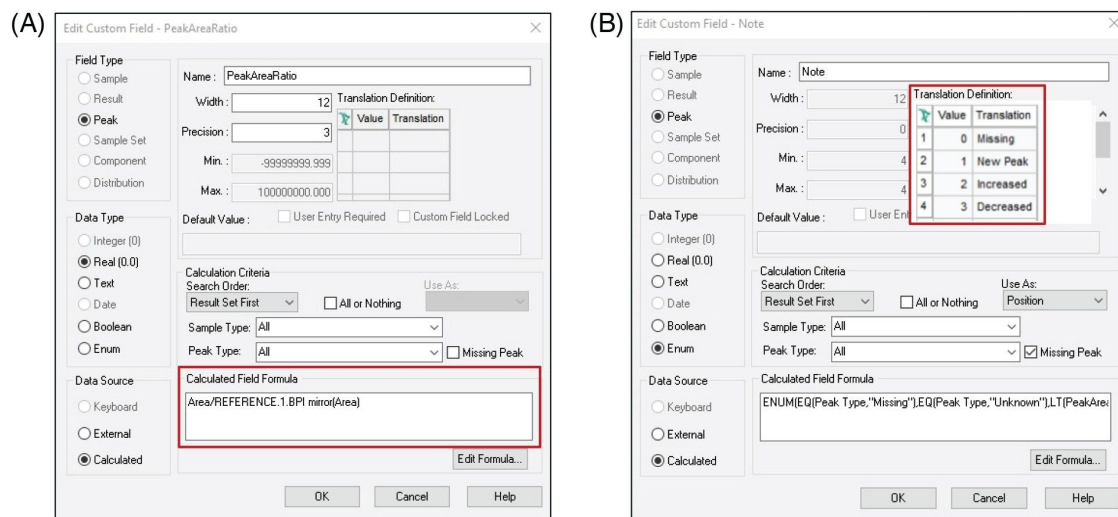 (A)
Edit Custom Field - PeakAreaRatio
Field Type
Sample
Result
Peak
Sample Set
Component
Distribution
Name : PeakAreaRatio
Width : 12
Precision : 3
Min. : -99999999.999
Max. : 100000000.000
Translation Definition:
Value Translation
Default Value : User Entry Required Custom Field Locked
Data Type
Integer (0)
Real (0.0)
Text
Date
Boolean
Enum
Calculation Criteria
Search Order: Use As:
Result Set First All or Nothing
Sample Type: All
Peak Type: All Missing Peak
Data Source
Keyboard
External
Calculated
Calculated Field Formula
Area/REFERENCE.1.BPI mirror(Area)
Edit Formula...
OK Cancel Help
(B)
Edit Custom Field - Note
Field Type
Sample
Result
Peak
Sample Set
Component
Distribution
Name : Note
Width : 12
Precision : 0
Min. : 4
Max. : 4
Translation Definition:
Value Translation
1 0 Missing
2 1 New Peak
3 2 Increased
4 3 Decreased
Default Value : User Ent
Data Type
Integer (0)
Real (0.0)
Text
Date
Boolean
Enum
Calculation Criteria
Search Order: Use As:
Result Set First All or Nothing Position
Sample Type: All
Peak Type: All Missing Peak
Data Source
Keyboard
External
Calculated
Calculated Field Formula
ENUM(EQ(Peak Type,"Missing"),EQ(Peak Type,"Unknown"),LT(PeakArea
Edit Formula...
OK Cancel Help